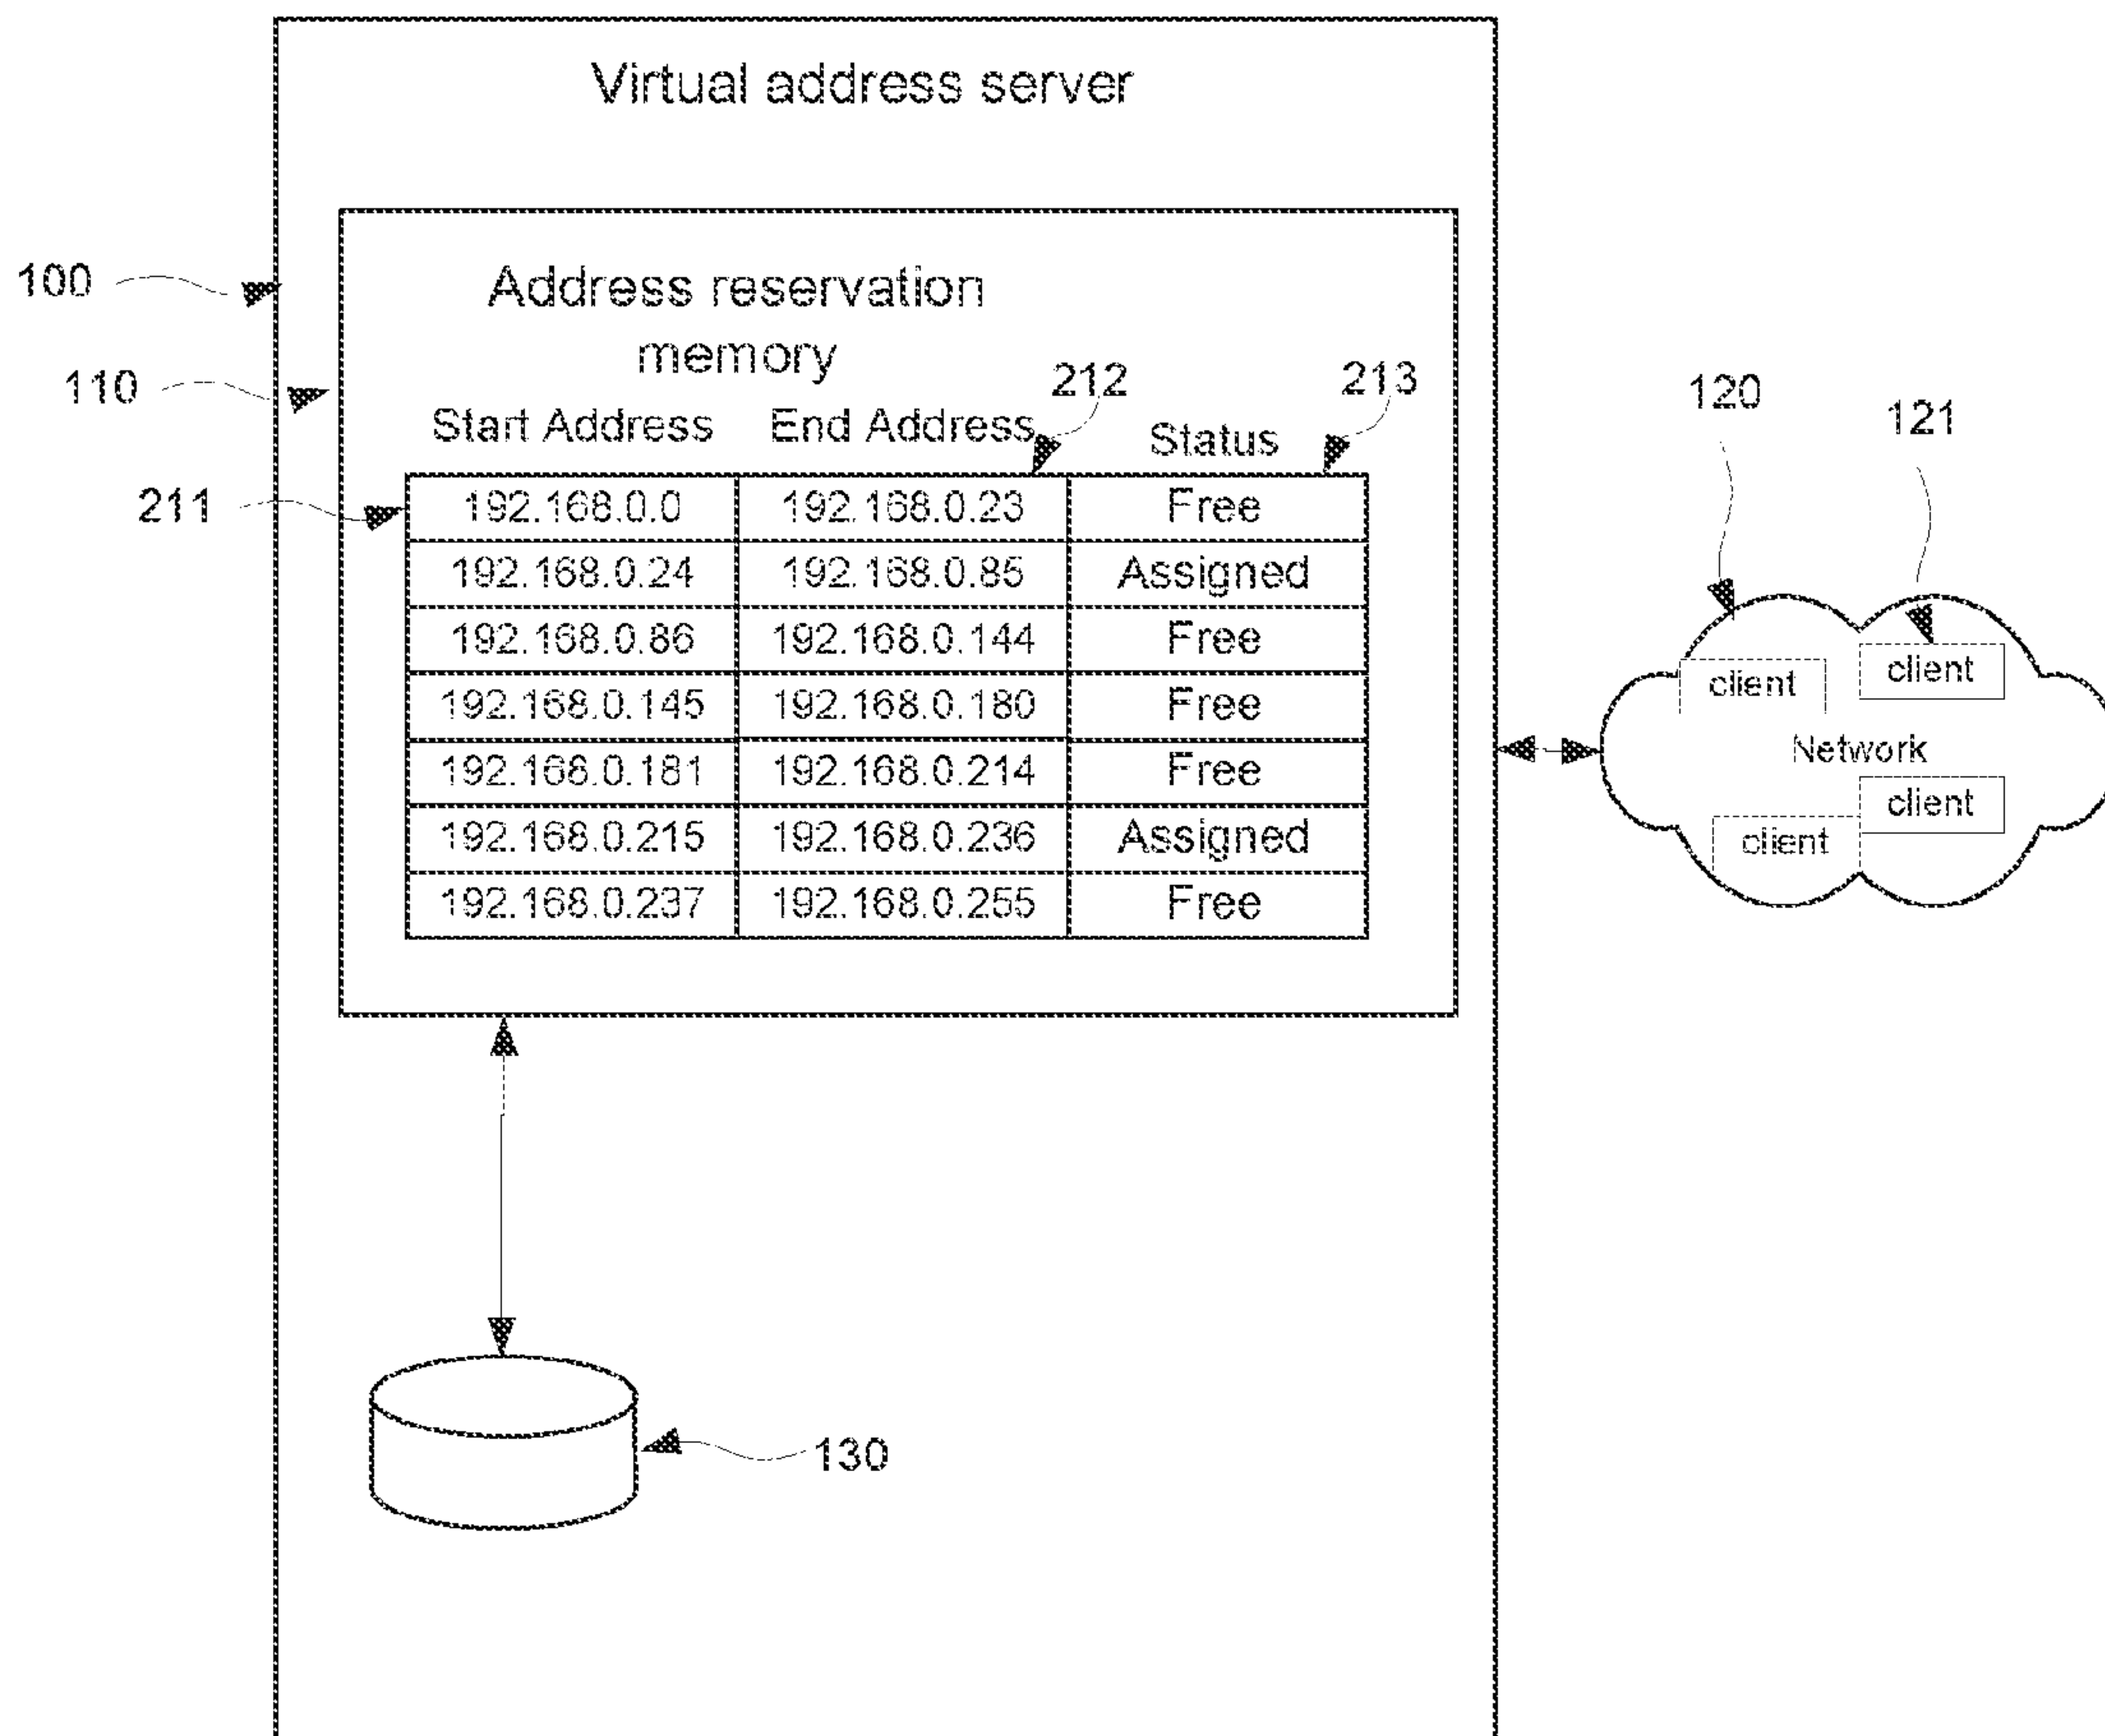 Virtual address server
100
Address reservation
memory
110
212
213
120
121
Start Address End Address Status
211
192.168.0.0 192.168.0.23 Free
192.168.0.24 192.168.0.85 Assigned
192.168.0.86 192.168.0.144 Free
192.168.0.145 192.168.0.180 Free
192.168.0.181 192.168.0.214 Free
192.168.0.215 192.168.0.236 Assigned
192.168.0.237 192.168.0.255 Free
client
client
Network
client
client
130